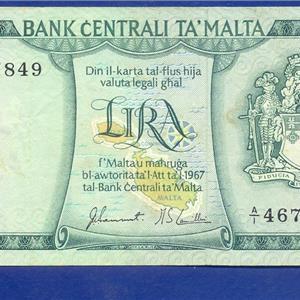 BANK ĊENTRALI TA' MALTA
849
Din il-karta tal-flus hija
valuta legali għal
LIRA
f'Malta u maħruġa
bl-awtorita ta'l-Att ta'l-1967
tal-Bank Ċentrali ta'Malta
MALTA
FIDUCIA
A/1 467